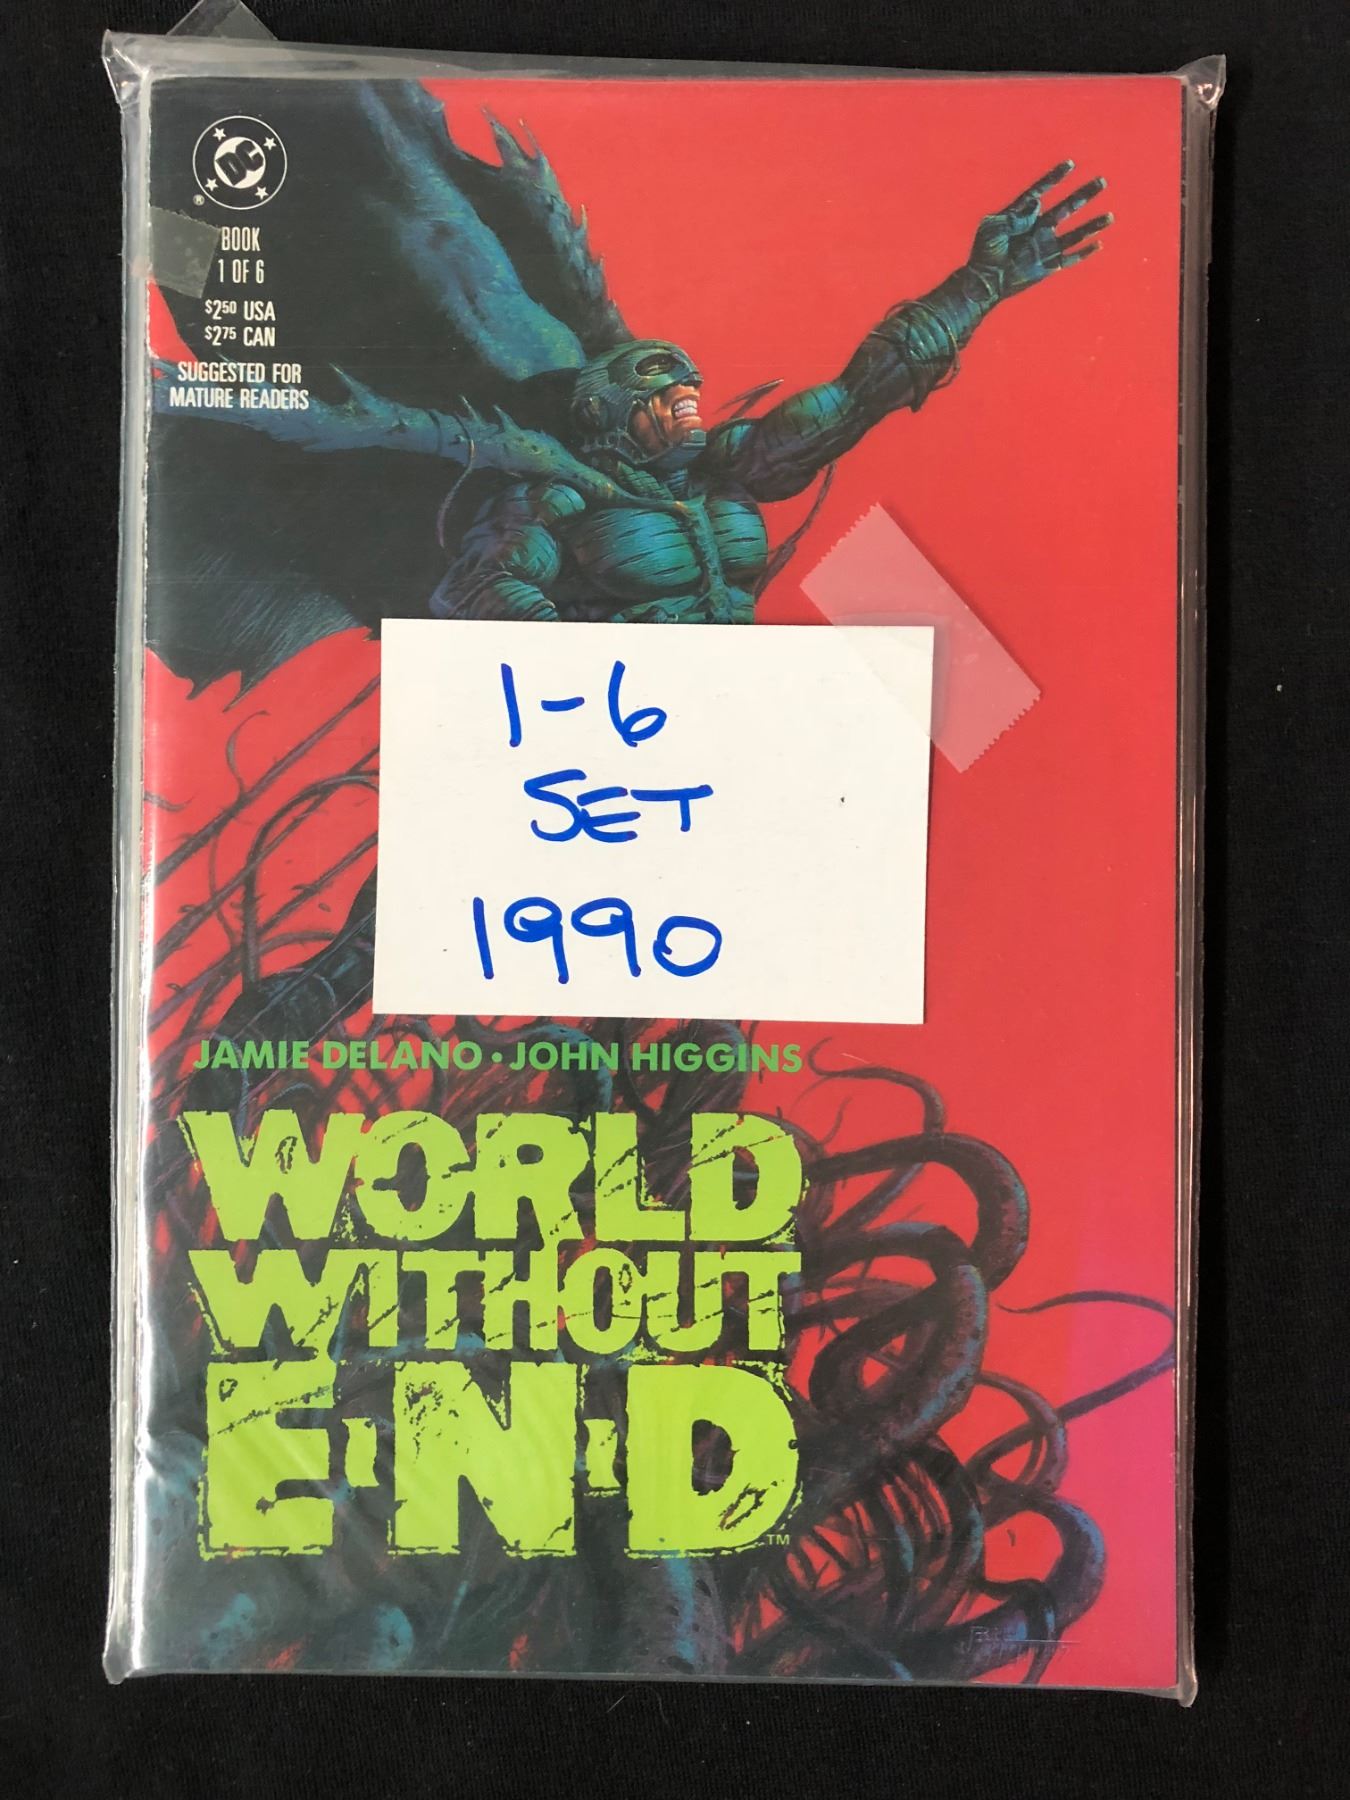 DC
®
BOOK
1 OF 6
$2.50 USA
$2.75 CAN
SUGGESTED FOR
MATURE READERS
1-6
SET
1990
JAMIE DELANO • JOHN HIGGINS
WORLD
WITHOUT
E·N·D™